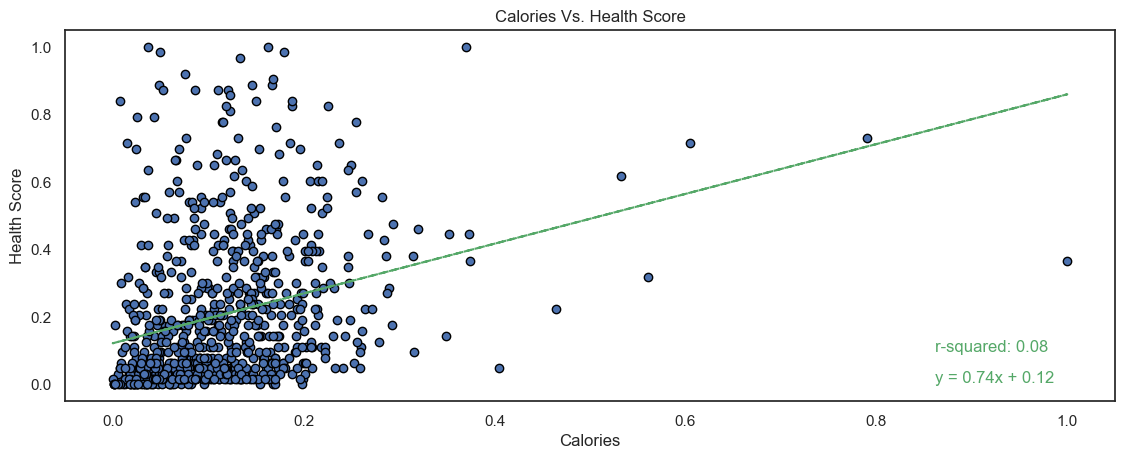 Calories Vs. Health Score
Health Score
1.0
0.8
0.6
0.4
0.2
0.0
r-squared: 0.08
y = 0.74x + 0.12
0.0 0.2 0.4 0.6 0.8 1.0
Calories